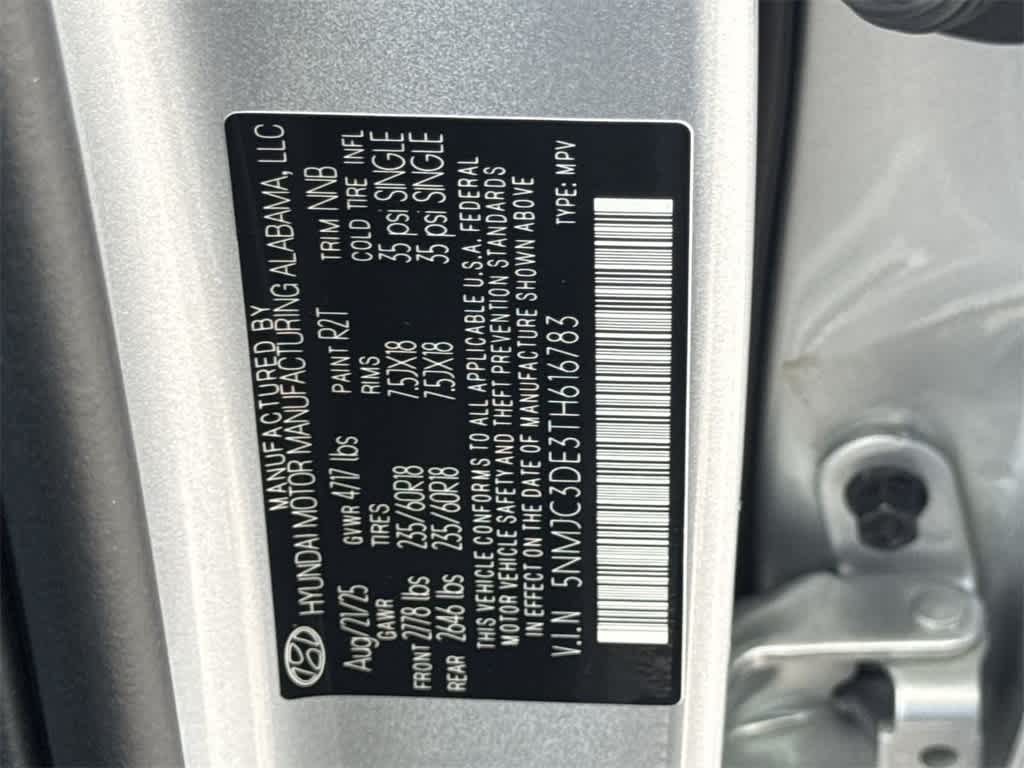 MANUFACTURED BY
HYUNDAI MOTOR MANUFACTURING ALABAMA, LLC
Aug/21/25 GVWR 4717 lbs PAINT R2T TRIM NNB
GAWR TIRES RIMS COLD TIRE INFL
FRONT 2778 lbs 235/60R18 7.5JX18 35 psi SINGLE
REAR 2646 lbs 235/60R18 7.5JX18 35 psi SINGLE
THIS VEHICLE CONFORMS TO ALL APPLICABLE U.S.A. FEDERAL
MOTOR VEHICLE SAFETY AND THEFT PREVENTION STANDARDS
IN EFFECT ON THE DATE OF MANUFACTURE SHOWN ABOVE
V.I.N 5NMJC3DE3TH616783 TYPE: MPV